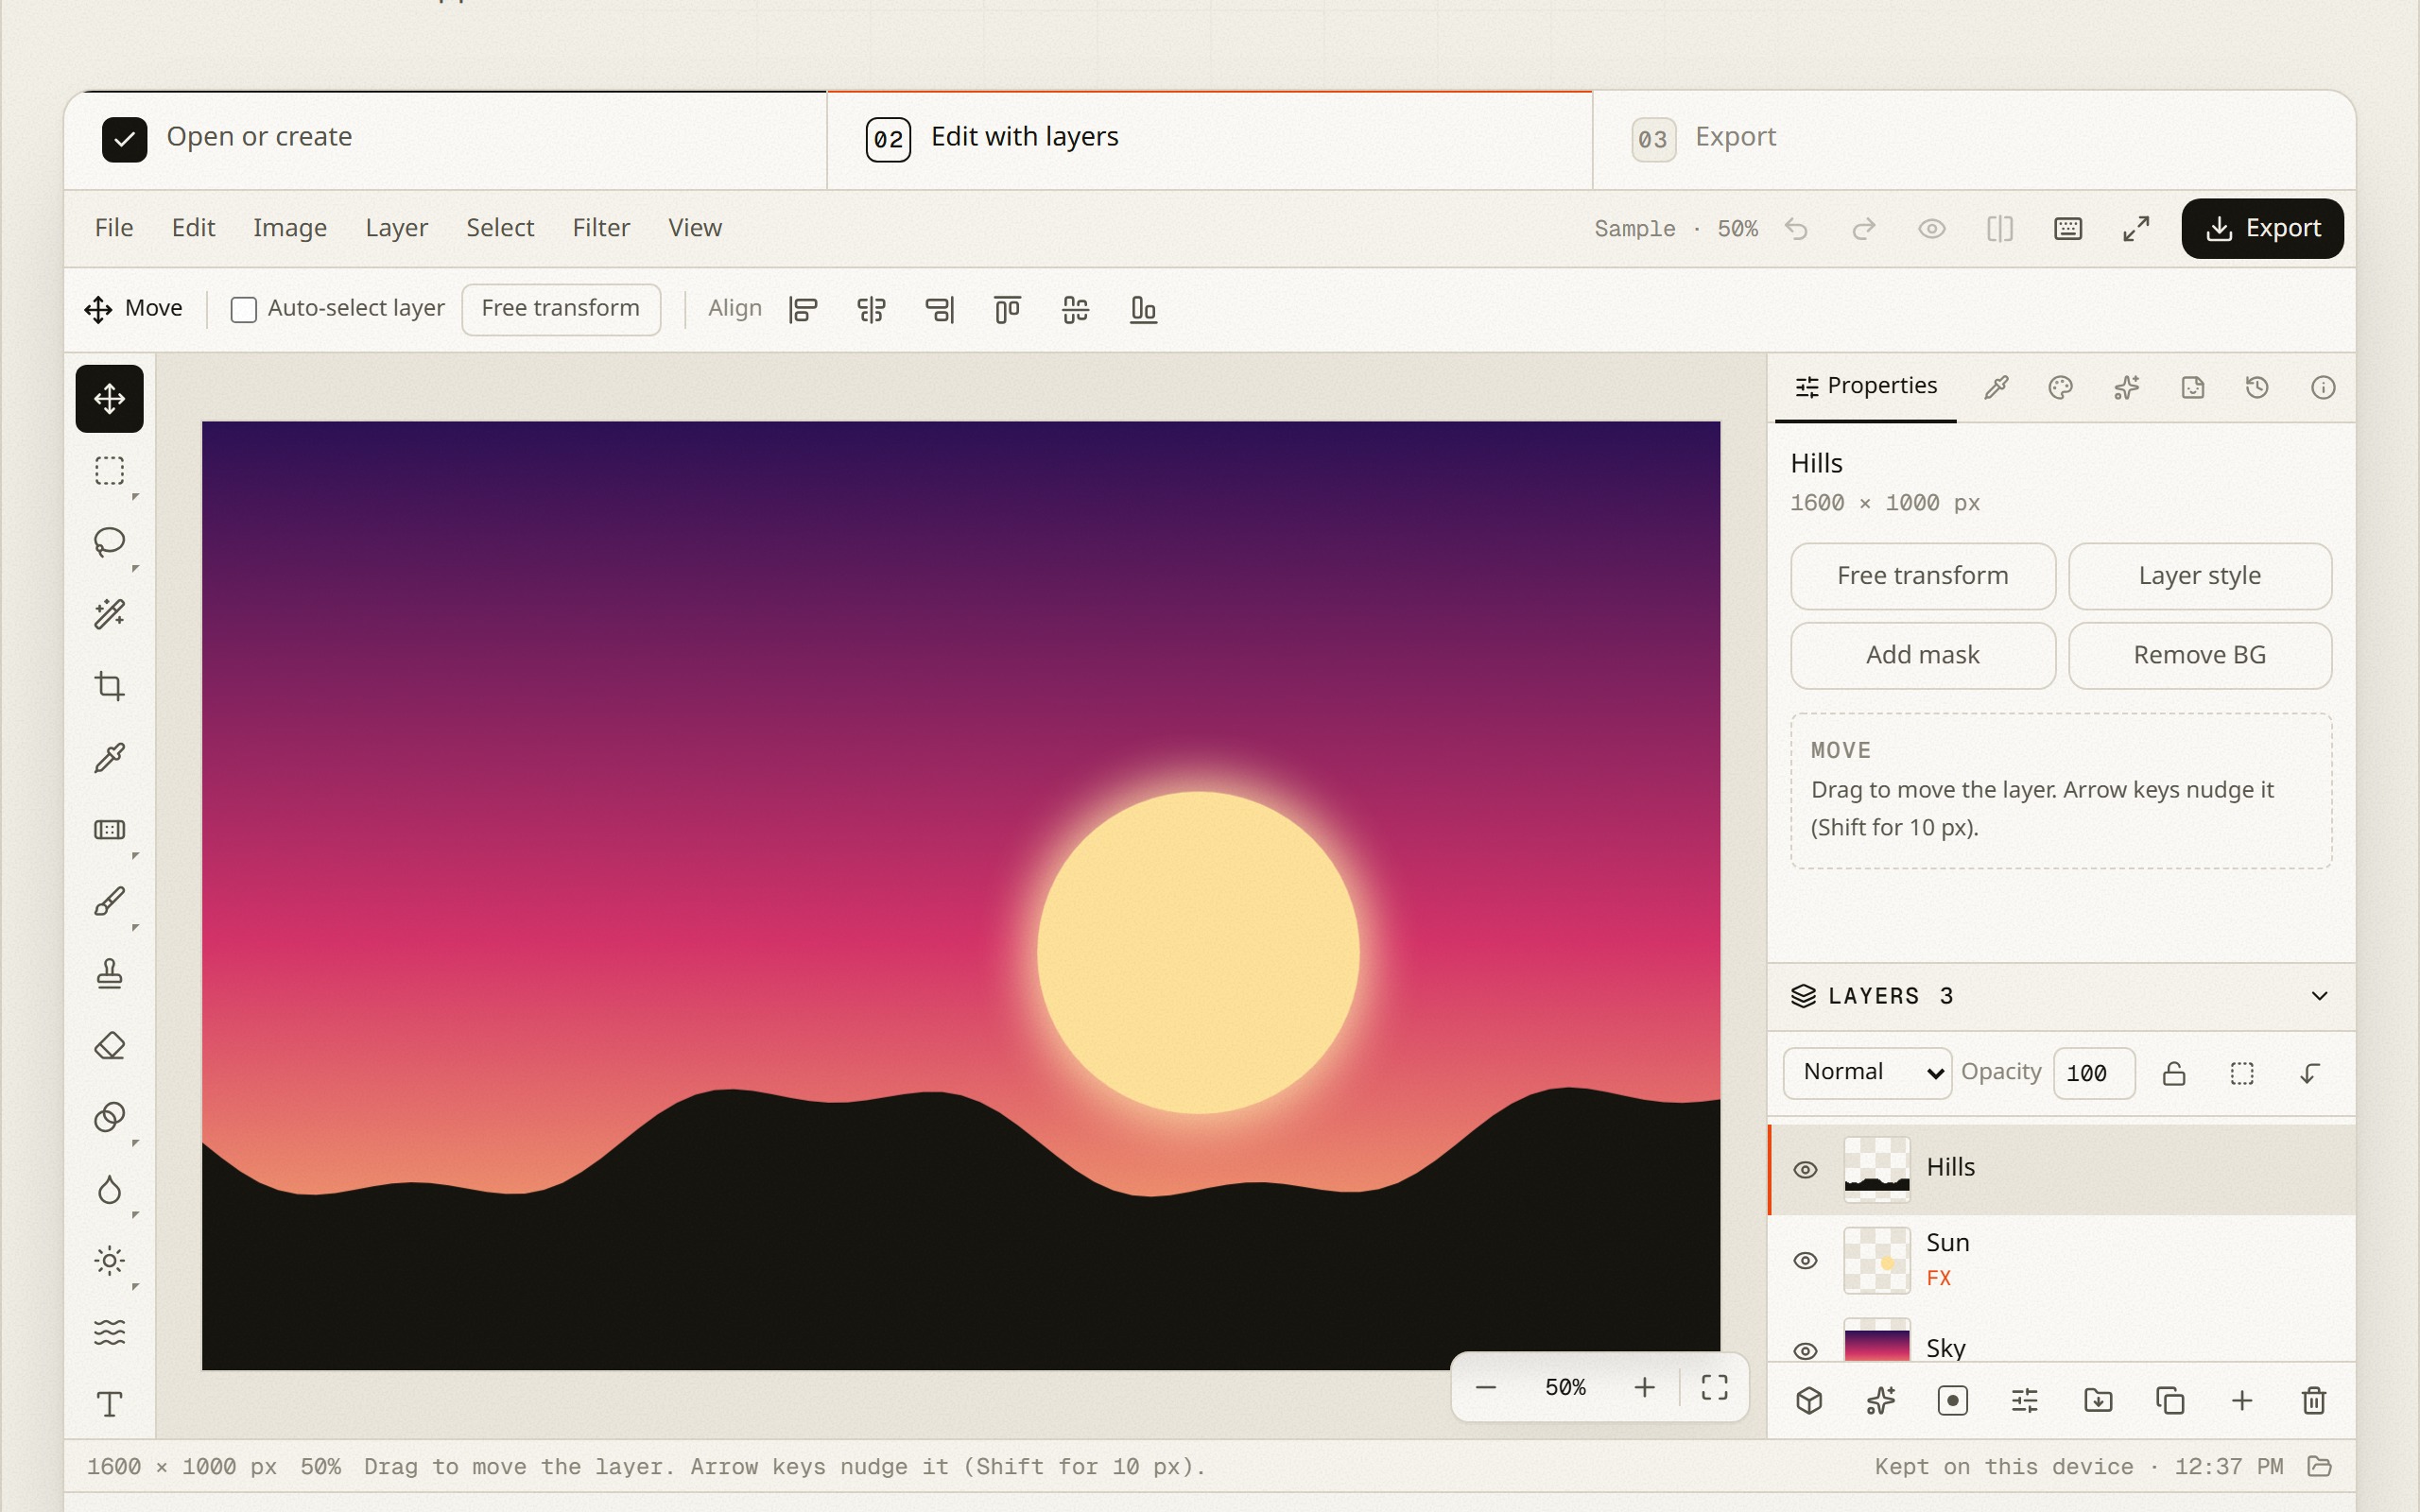 Open or create
02 Edit with layers
03 Export
File Edit Image Layer Select Filter View
Sample · 50%
Export
Move
Auto-select layer
Free transform
Align
Properties
Hills
1600 × 1000 px
Free transform
Layer style
Add mask
Remove BG
MOVE
Drag to move the layer. Arrow keys nudge it
(Shift for 10 px).
LAYERS 3
Normal
Opacity
100
Hills
Sun
FX
Sky
50%
1600 × 1000 px 50% Drag to move the layer. Arrow keys nudge it (Shift for 10 px).
Kept on this device · 12:37 PM